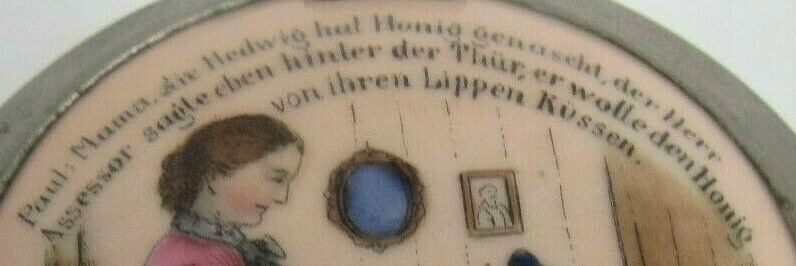 Paul: Mama, die Hedwig hat Honig genascht, der Herr
Assessor sagte eben hinter der Thür, er wolle den Honig
von ihren Lippen Küssen.